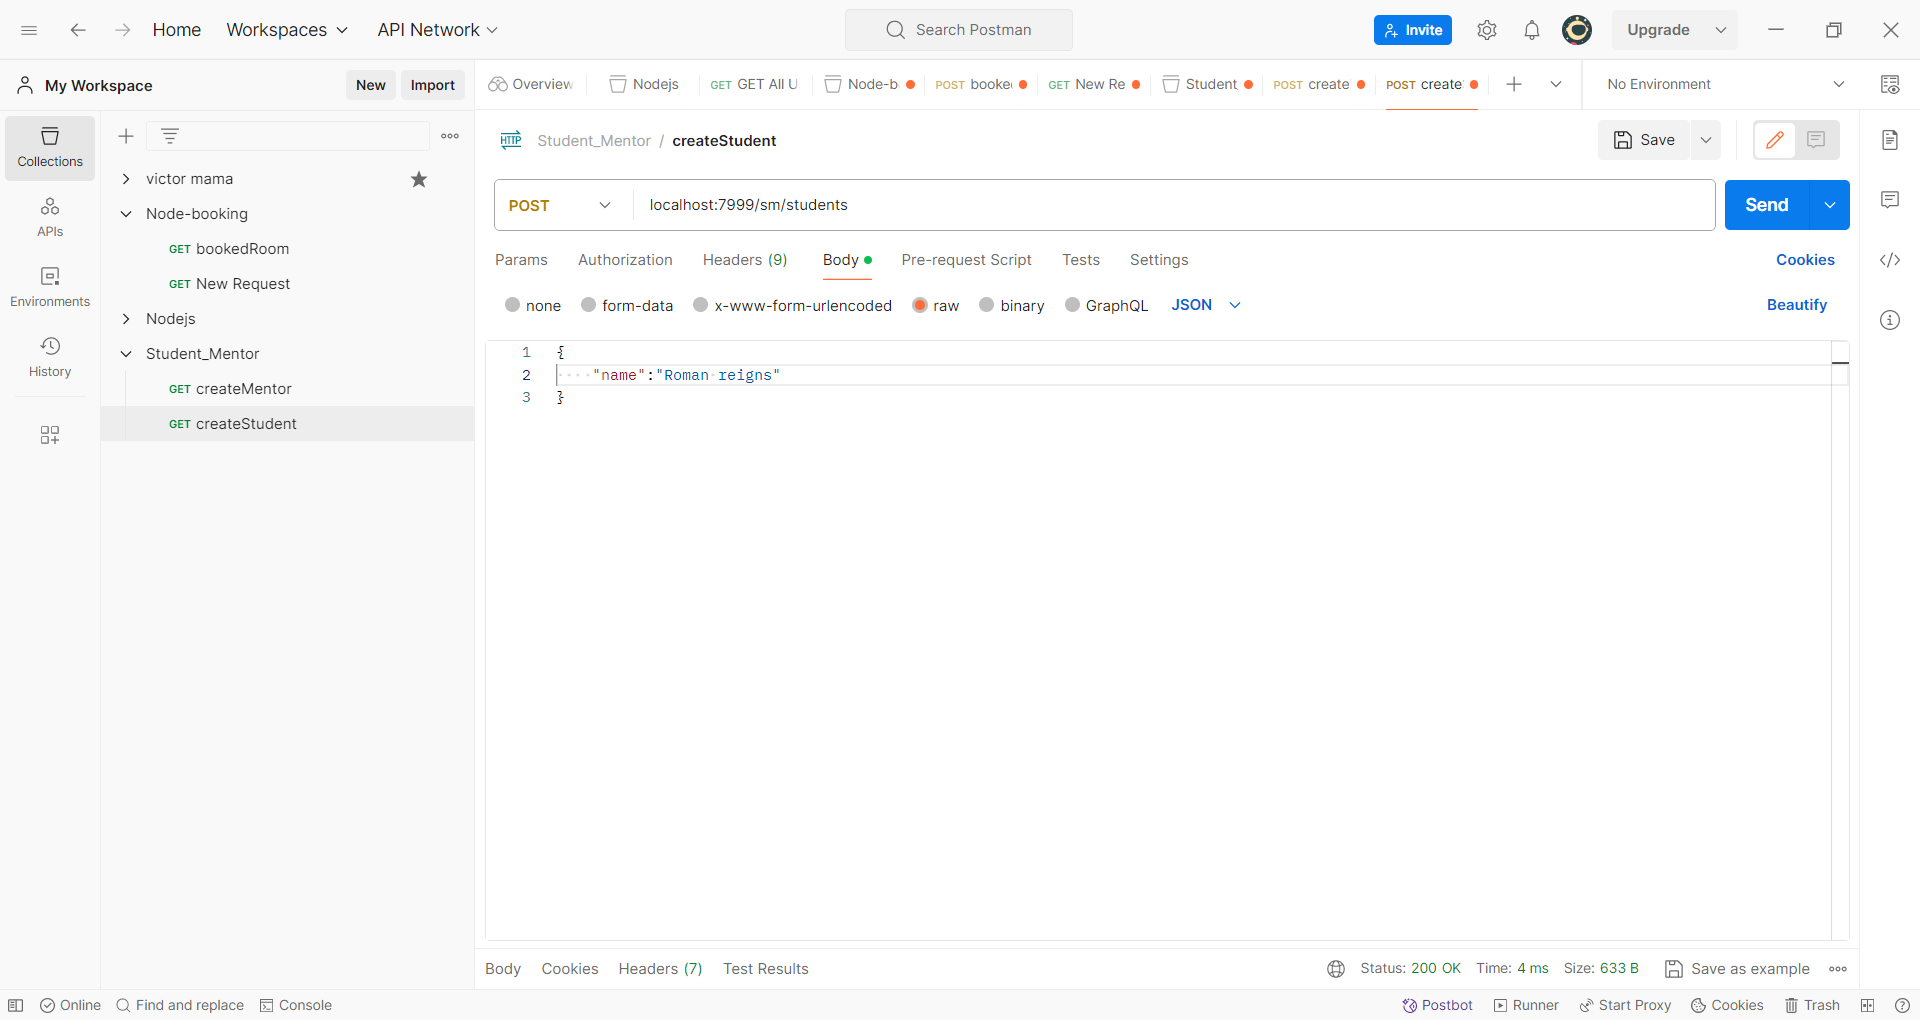 Home Workspaces API Network Search Postman Invite Upgrade
My Workspace New Import
Overview Nodejs GET GET All U Node-b POST booke GET New Re Student_ POST create POST create No Environment
Collections
APIs
Environments
History
victor mama
Node-booking
GET bookedRoom
GET New Request
Nodejs
Student_Mentor
GET createMentor
GET createStudent
HTTP Student_Mentor / createStudent Save
POST localhost:7999/sm/students Send
Params Authorization Headers (9) Body Pre-request Script Tests Settings Cookies
none form-data x-www-form-urlencoded raw binary GraphQL JSON Beautify
1 {
2 "name":"Roman reigns"
3 }
Body Cookies Headers (7) Test Results Status: 200 OK Time: 4 ms Size: 633 B Save as example
Online Find and replace Console Postbot Runner Start Proxy Cookies Trash